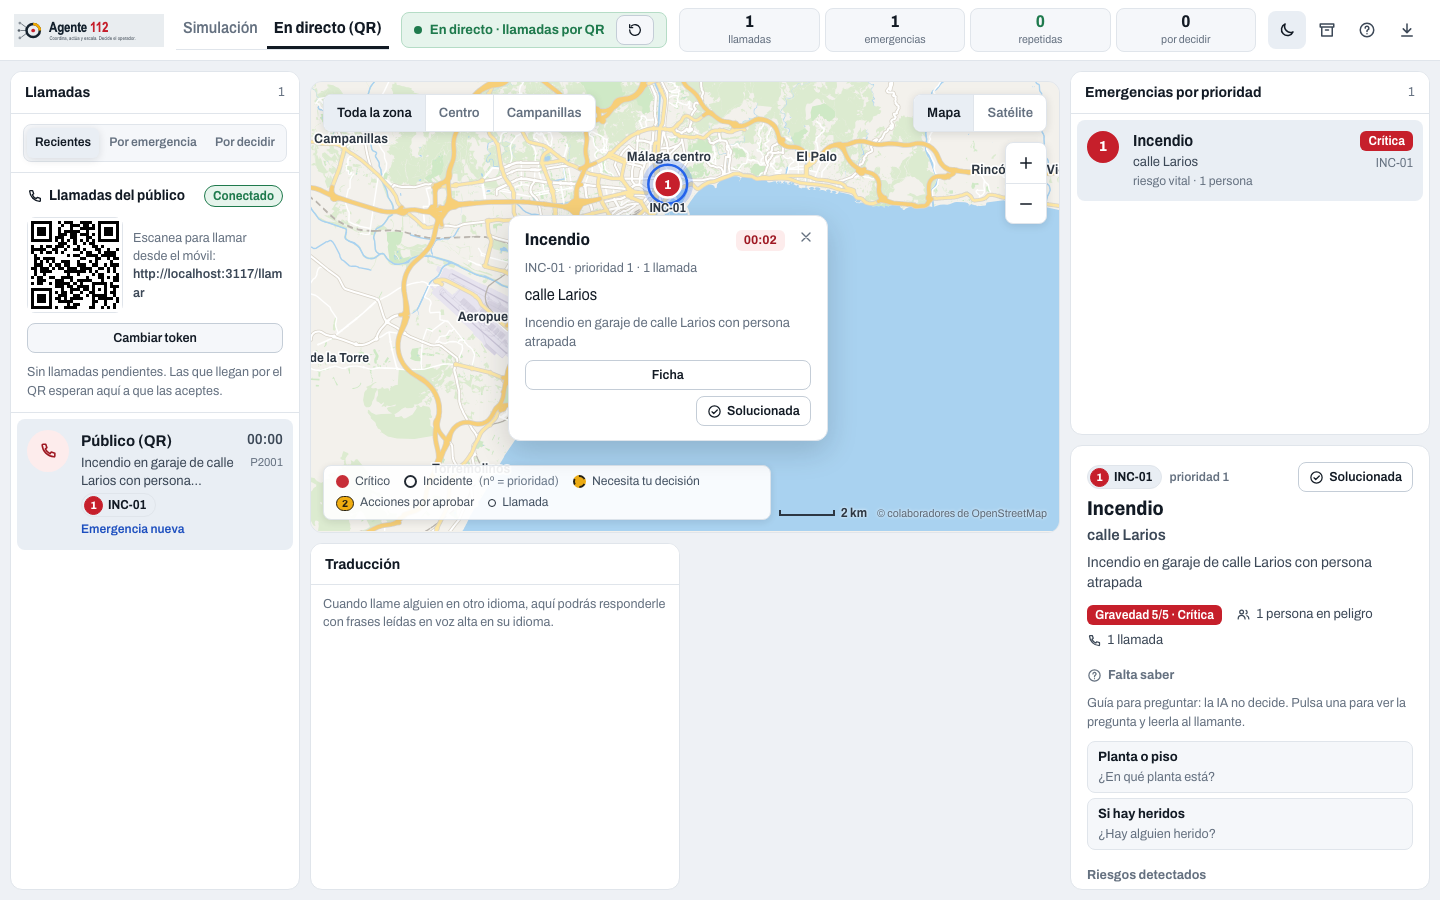 Agente 112
Coordina, actúa y escala. Decide el operador.
Simulación
En directo (QR)
En directo · llamadas por QR
1
llamadas
1
emergencias
0
repetidas
0
por decidir
Llamadas
1
Recientes
Por emergencia
Por decidir
Llamadas del público
Conectado
Escanea para llamar
desde el móvil:
http://localhost:3117/llam
ar
Cambiar token
Sin llamadas pendientes. Las que llegan por el
QR esperan aquí a que las aceptes.
Público (QR)
00:00
Incendio en garaje de calle
Larios con persona...
P2001
1 INC-01
Emergencia nueva
Toda la zona
Centro
Campanillas
Mapa
Satélite
Campanillas
Málaga centro
El Palo
Rincó
Vi
+
−
1
INC-01
Aeropue
de la Torre
Torremolinos
Incendio
00:02
INC-01 · prioridad 1 · 1 llamada
calle Larios
Incendio en garaje de calle Larios con persona
atrapada
Ficha
Solucionada
Crítico
Incidente (nº = prioridad)
Necesita tu decisión
2 Acciones por aprobar
Llamada
2 km
© colaboradores de OpenStreetMap
Traducción
Cuando llame alguien en otro idioma, aquí podrás responderle
con frases leídas en voz alta en su idioma.
Emergencias por prioridad
1
1
Incendio
Crítica
calle Larios
INC-01
riesgo vital · 1 persona
1 INC-01
prioridad 1
Solucionada
Incendio
calle Larios
Incendio en garaje de calle Larios con persona
atrapada
Gravedad 5/5 · Crítica
1 persona en peligro
1 llamada
Falta saber
Guía para preguntar: la IA no decide. Pulsa una para ver la
pregunta y leerla al llamante.
Planta o piso
¿En qué planta está?
Si hay heridos
¿Hay alguien herido?
Riesgos detectados